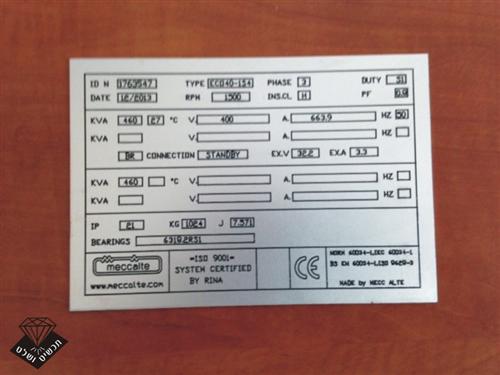 ID N 1763547 TYPE ECO40-1S4 PHASE 3 DUTY S1
DATE 12/2013 RPM 1500 INS.CL. H PF 0.8
KVA 460 27 °C V. 400 A. 663.9 HZ 50
KVA V. A. HZ
BR CONNECTION STANDBY EX.V 32.2 EX.A 3.3
KVA 460 °C V. A. HZ
KVA V. A. HZ
IP 21 KG 1024 J 7.571
BEARINGS 6319.2RS1
meccalte
www.meccalte.com
-ISO 9001-
SYSTEM CERTIFIED
BY RINA
CE
NORM 60034-1,IEC 60034-1
BS EN 60034-1,ISO 8528-3
MADE by MECC ALTE
תכשיט ושלט